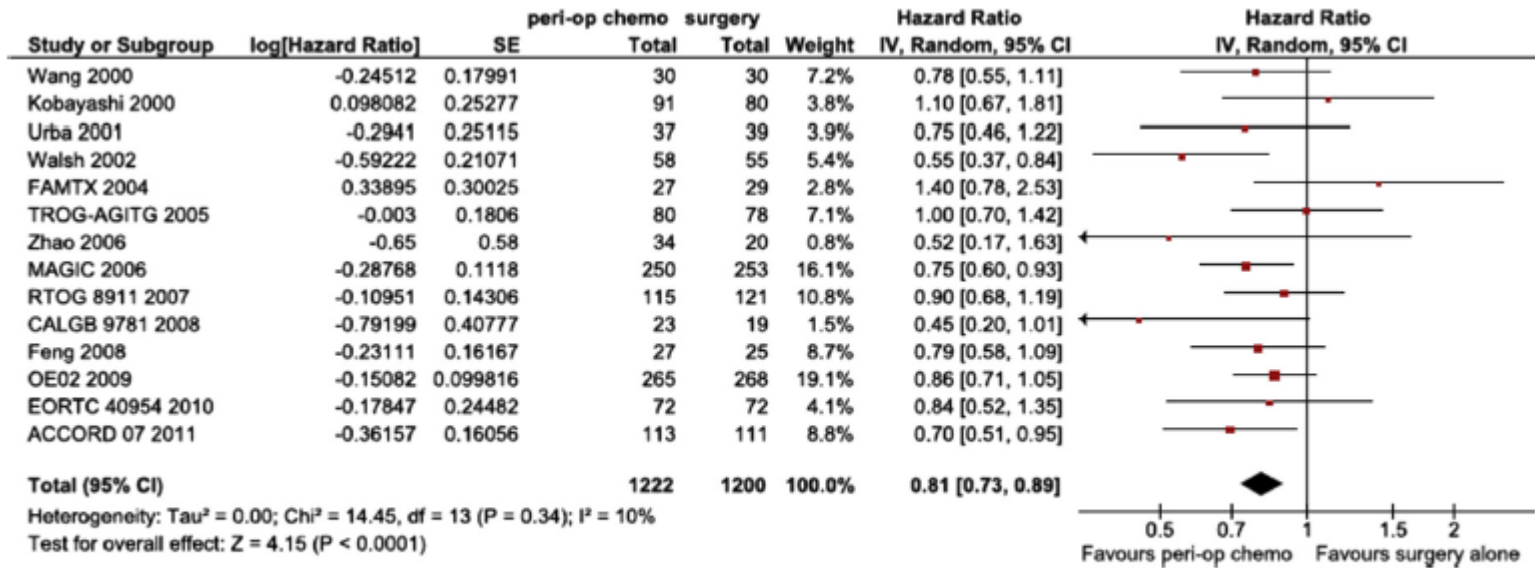 peri-op chemo surgery Hazard Ratio Hazard Ratio
Study or Subgroup log[Hazard Ratio] SE Total Total Weight IV, Random, 95% CI IV, Random, 95% CI
Wang 2000 -0.24512 0.17991 30 30 7.2% 0.78 [0.55, 1.11]
Kobayashi 2000 0.098082 0.25277 91 80 3.8% 1.10 [0.67, 1.81]
Urba 2001 -0.2941 0.25115 37 39 3.9% 0.75 [0.46, 1.22]
Walsh 2002 -0.59222 0.21071 58 55 5.4% 0.55 [0.37, 0.84]
FAMTX 2004 0.33895 0.30025 27 29 2.8% 1.40 [0.78, 2.53]
TROG-AGITG 2005 -0.003 0.1806 80 78 7.1% 1.00 [0.70, 1.42]
Zhao 2006 -0.65 0.58 34 20 0.8% 0.52 [0.17, 1.63]
MAGIC 2006 -0.28768 0.1118 250 253 16.1% 0.75 [0.60, 0.93]
RTOG 8911 2007 -0.10951 0.14306 115 121 10.8% 0.90 [0.68, 1.19]
CALGB 9781 2008 -0.79199 0.40777 23 19 1.5% 0.45 [0.20, 1.01]
Feng 2008 -0.23111 0.16167 27 25 8.7% 0.79 [0.58, 1.09]
OE02 2009 -0.15082 0.099816 265 268 19.1% 0.86 [0.71, 1.05]
EORTC 40954 2010 -0.17847 0.24482 72 72 4.1% 0.84 [0.52, 1.35]
ACCORD 07 2011 -0.36157 0.16056 113 111 8.8% 0.70 [0.51, 0.95]
Total (95% CI) 1222 1200 100.0% 0.81 [0.73, 0.89]
Heterogeneity: Tau² = 0.00; Chi² = 14.45, df = 13 (P = 0.34); I² = 10%
Test for overall effect: Z = 4.15 (P < 0.0001)
0.5 0.7 1 1.5 2
Favours peri-op chemo Favours surgery alone